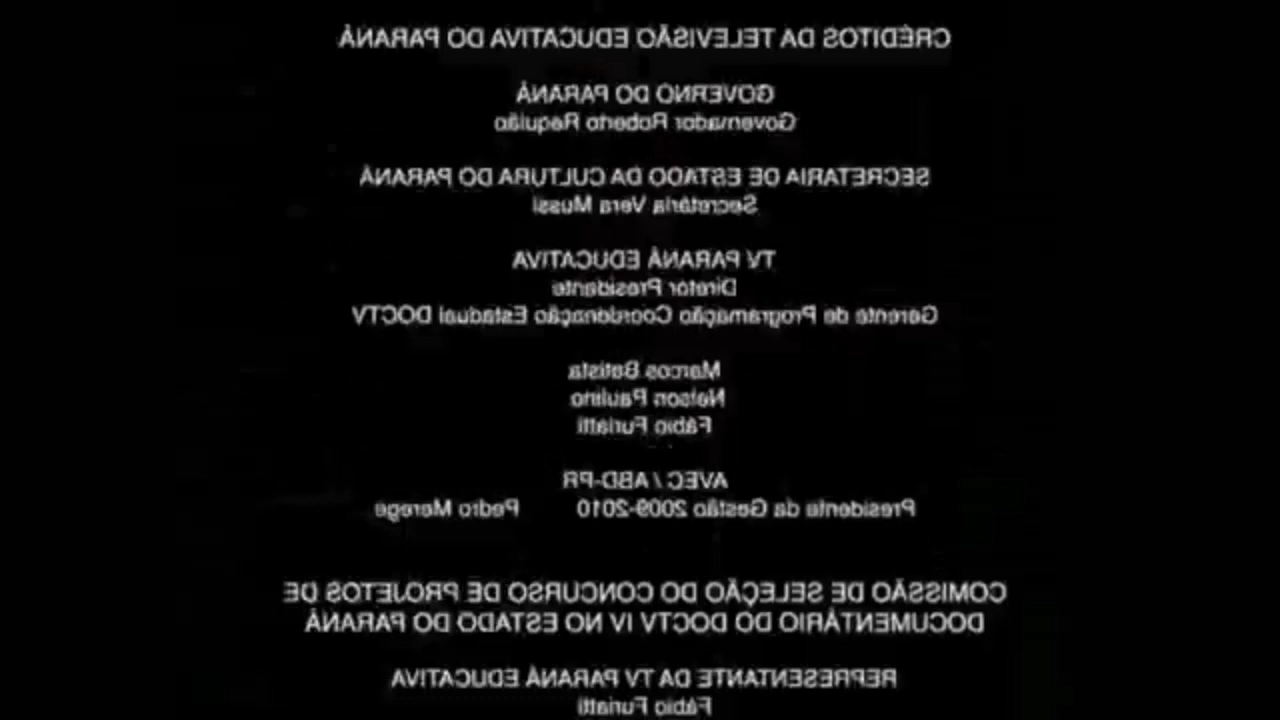 CRÉDITOS DA TELEVISÃO EDUCATIVA DO PARANÁ
GOVERNO DO PARANÁ
Governador Roberto Requião
SECRETARIA DE ESTADO DA CULTURA DO PARANÁ
Secretária Vera Mussi
TV PARANÁ EDUCATIVA
Diretor Presidente
Gerente de Programação Coordenação Estadual DOCTV
Marcos Batista
Nelson Paulino
Fábio Furiatti
AVEC / ABD-PR
Presidente da Gestão 2009-2010 Pedro Merege
COMISSÃO DE SELEÇÃO DO CONCURSO DE PROJETOS DE
DOCUMENTÁRIO DO DOCTV IV NO ESTADO DO PARANÁ
REPRESENTANTE DA TV PARANÁ EDUCATIVA
Fábio Furiatti